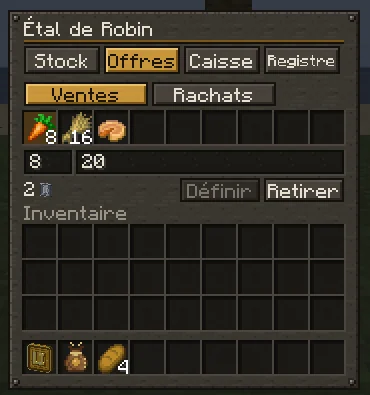 Étal de Robin
Stock Offres Caisse Registre
Ventes Rachats
8 16
8 20
2 Définir Retirer
Inventaire
4